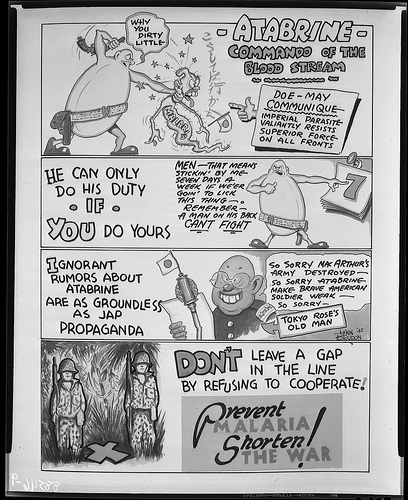 - ATABRINE -
COMMANDO OF THE
BLOOD STREAM
WHY
YOU
DIRTY
LITTLE-
MALARIA
DOE-MAY
COMMUNIQUE-
IMPERIAL PARASITE-
VALIANTLY RESISTS
SUPERIOR FORCE-
ON ALL FRONTS
HE CAN ONLY
DO HIS DUTY
- IF -
YOU DO YOURS
MEN-THAT MEANS
STICKIN' BY ME-
SEVEN DAYS A
WEEK IF WE'ER
GOIN' TO LICK
THIS THING-
REMEMBER-
A MAN ON HIS BACK
CAN'T FIGHT
7
IGNORANT
RUMORS ABOUT
ATABRINE
ARE AS GROUNDLESS
AS JAP
PROPAGANDA
SO SORRY MAC ARTHUR'S
ARMY DESTROYED-
SO SORRY ATABRINE-
MAKE BRAVE AMERICAN
SOLDIER WEAK-
SO SORRY-
TOKYO ROSE'S
OLD MAN
DON'T LEAVE A GAP
IN THE LINE
BY REFUSING TO COOPERATE!
Prevent
MALARIA
Shorten!
THE WAR